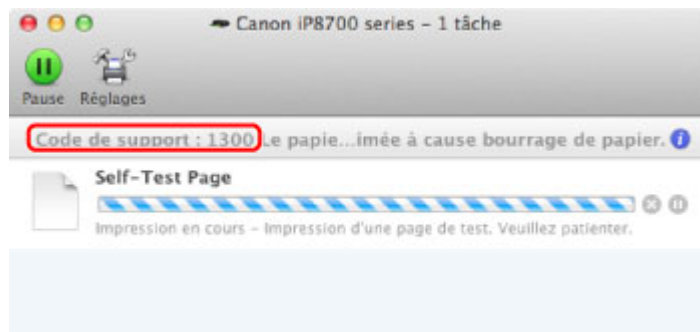 Canon iP8700 series – 1 tâche
Pause Réglages
Code de support : 1300 Le papie...imée à cause bourrage de papier.
Self-Test Page
Impression en cours – Impression d'une page de test. Veuillez patienter.